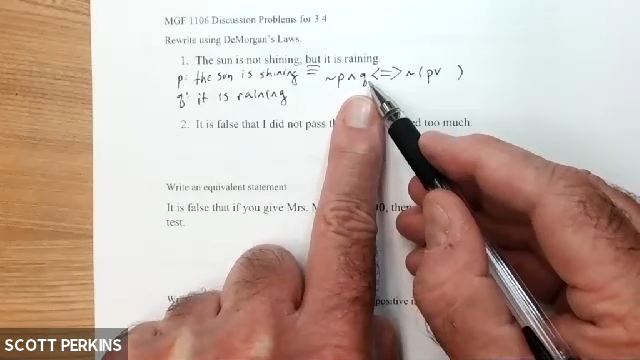 MGF 1106 Discussion Problems for 3.4
Rewrite using DeMorgan's Laws.
1. The sun is not shining, but it is raining.
p: the sun is shining ≡ ~p∧q <=> ~(p∨ )
q: it is raining
2. It is false that I did not pass the too much.
Write an equivalent statement
It is false that if you give Mrs. then
test.
positive is
SCOTT PERKINS